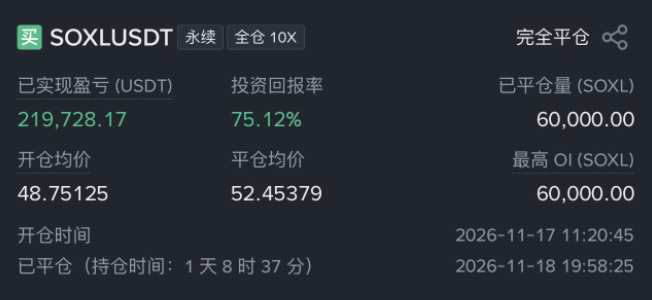 买 SOXLUSDT 永续 全仓 10X 完全平仓
已实现盈亏 (USDT) 投资回报率 已平仓量 (SOXL)
219,728.17 75.12% 60,000.00
开仓均价 平仓均价 最高 OI (SOXL)
48.75125 52.45379 60,000.00
开仓时间 2026-11-17 11:20:45
已平仓（持仓时间：1 天 8 时 37 分） 2026-11-18 19:58:25